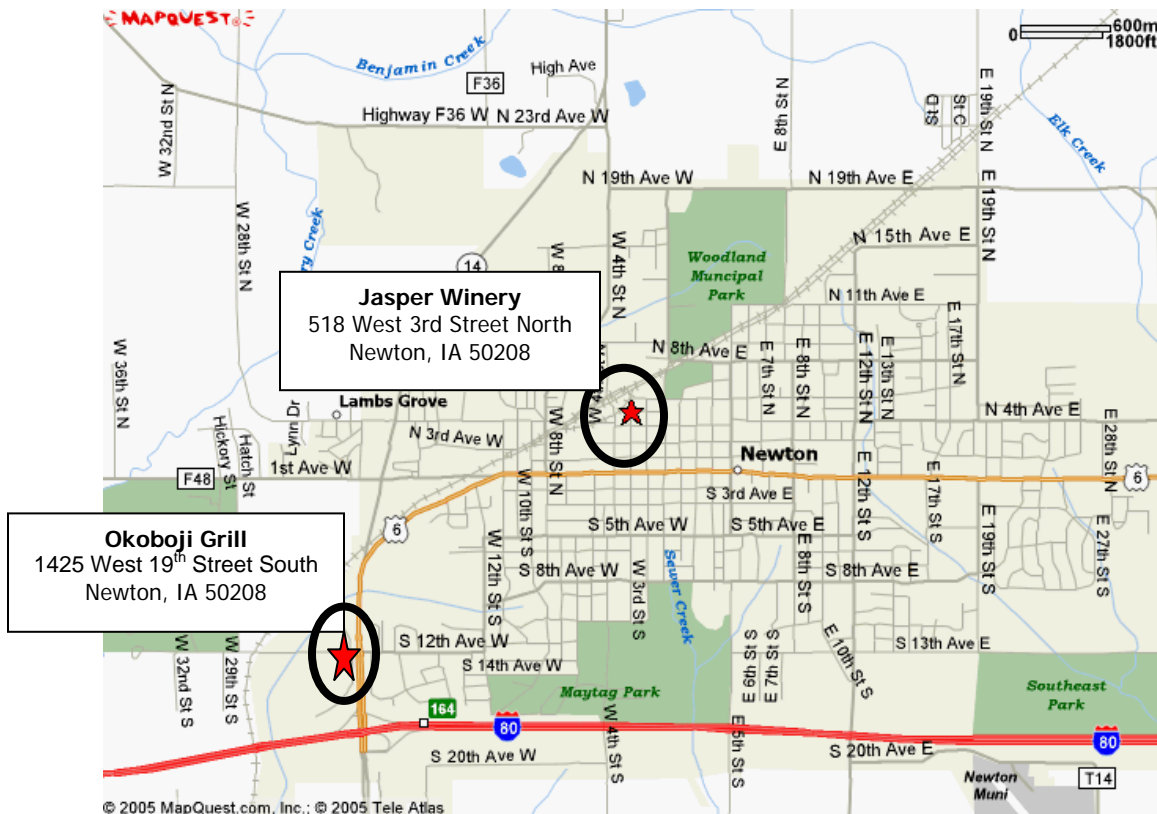 MAPQUEST
0 600m
1800ft
Benjamin Creek
High Ave
F36
Highway F36 W
N 23rd Ave W
W 32nd St N
E 8th St N
St D
St C
E 19th St N
Elk Creek
N 19th Ave W
N 19th Ave E
E 19th St N
W 28th St N
W 4th St N
N 15th Ave E
Woodland
Muncipal
Park
14
Jasper Winery
518 West 3rd Street North
Newton, IA 50208
N 11th Ave E
E 17th St N
W 36th St N
N 8th Ave E
E 7th St N
E 8th St N
E 12th St N
E 13th St N
Lambs Grove
Lynn Dr
Hickory St
Hatch St
N 3rd Ave W
W 8th St N
N 4th Ave E
E 28th St N
1st Ave W
F48
Newton
6
W 10th St S
S 3rd Ave E
E 12th St S
E 17th St S
6
S 5th Ave W
S 5th Ave E
E 19th St S
E 27th St S
W 12th St S
S 8th Ave W
W 3rd St S
Sewer Creek
E 8th St S
S 8th Ave E
Okoboji Grill
1425 West 19th Street South
Newton, IA 50208
W 32nd St S
W 29th St S
S 12th Ave W
S 14th Ave W
E 6th St S
E 7th St S
E 10th St S
S 13th Ave E
Maytag Park
Southeast
Park
164
80
W 4th St S
E 5th St S
80
S 20th Ave W
S 20th Ave E
Newton
Muni
T14
© 2005 MapQuest.com, Inc.; © 2005 Tele Atlas